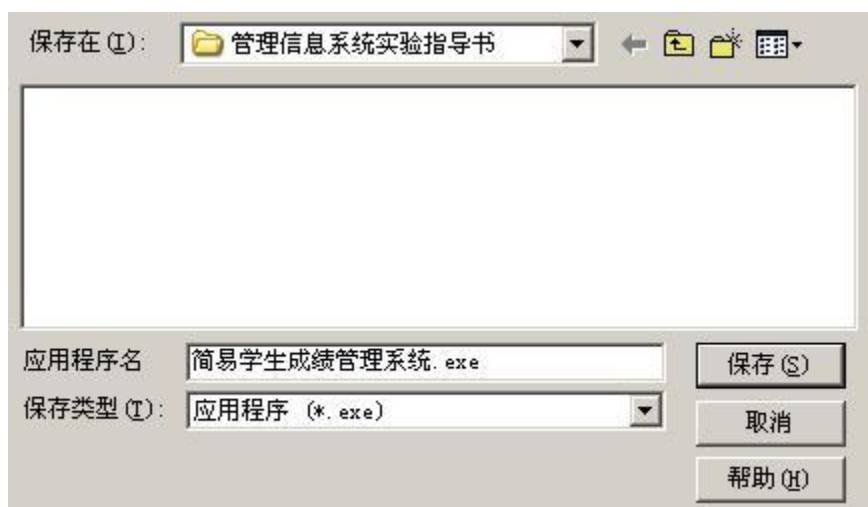 保存在(I): 管理信息系统实验指导书
应用程序名 简易学生成绩管理系统.exe 保存(S)
保存类型(T): 应用程序 (*.exe) 取消
帮助(H)